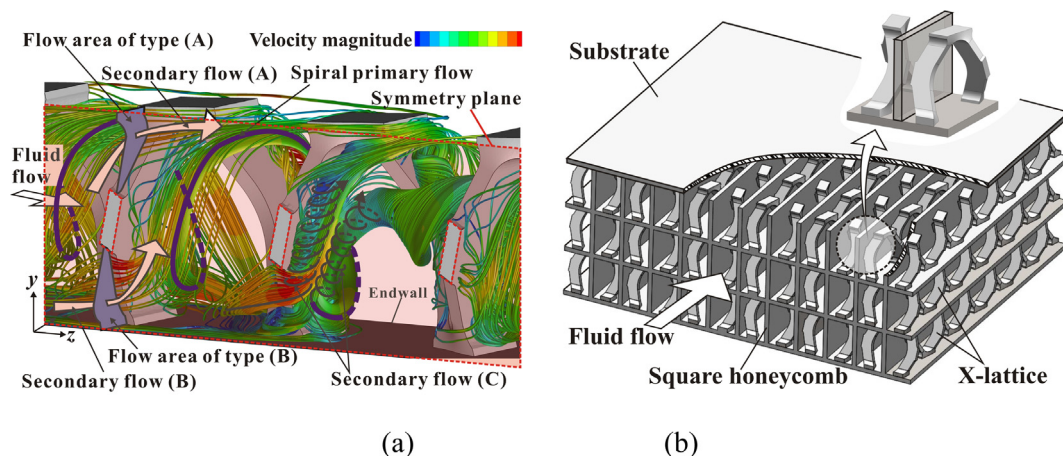 (a)
Flow area of type (A)
Velocity magnitude
Secondary flow (A)
Spiral primary flow
Symmetry plane
Fluid
flow
y
z
Endwall
Flow area of type (B)
Secondary flow (B)
Secondary flow (C)
(b)
Substrate
Fluid flow
Square honeycomb
X-lattice
(a)
(b)